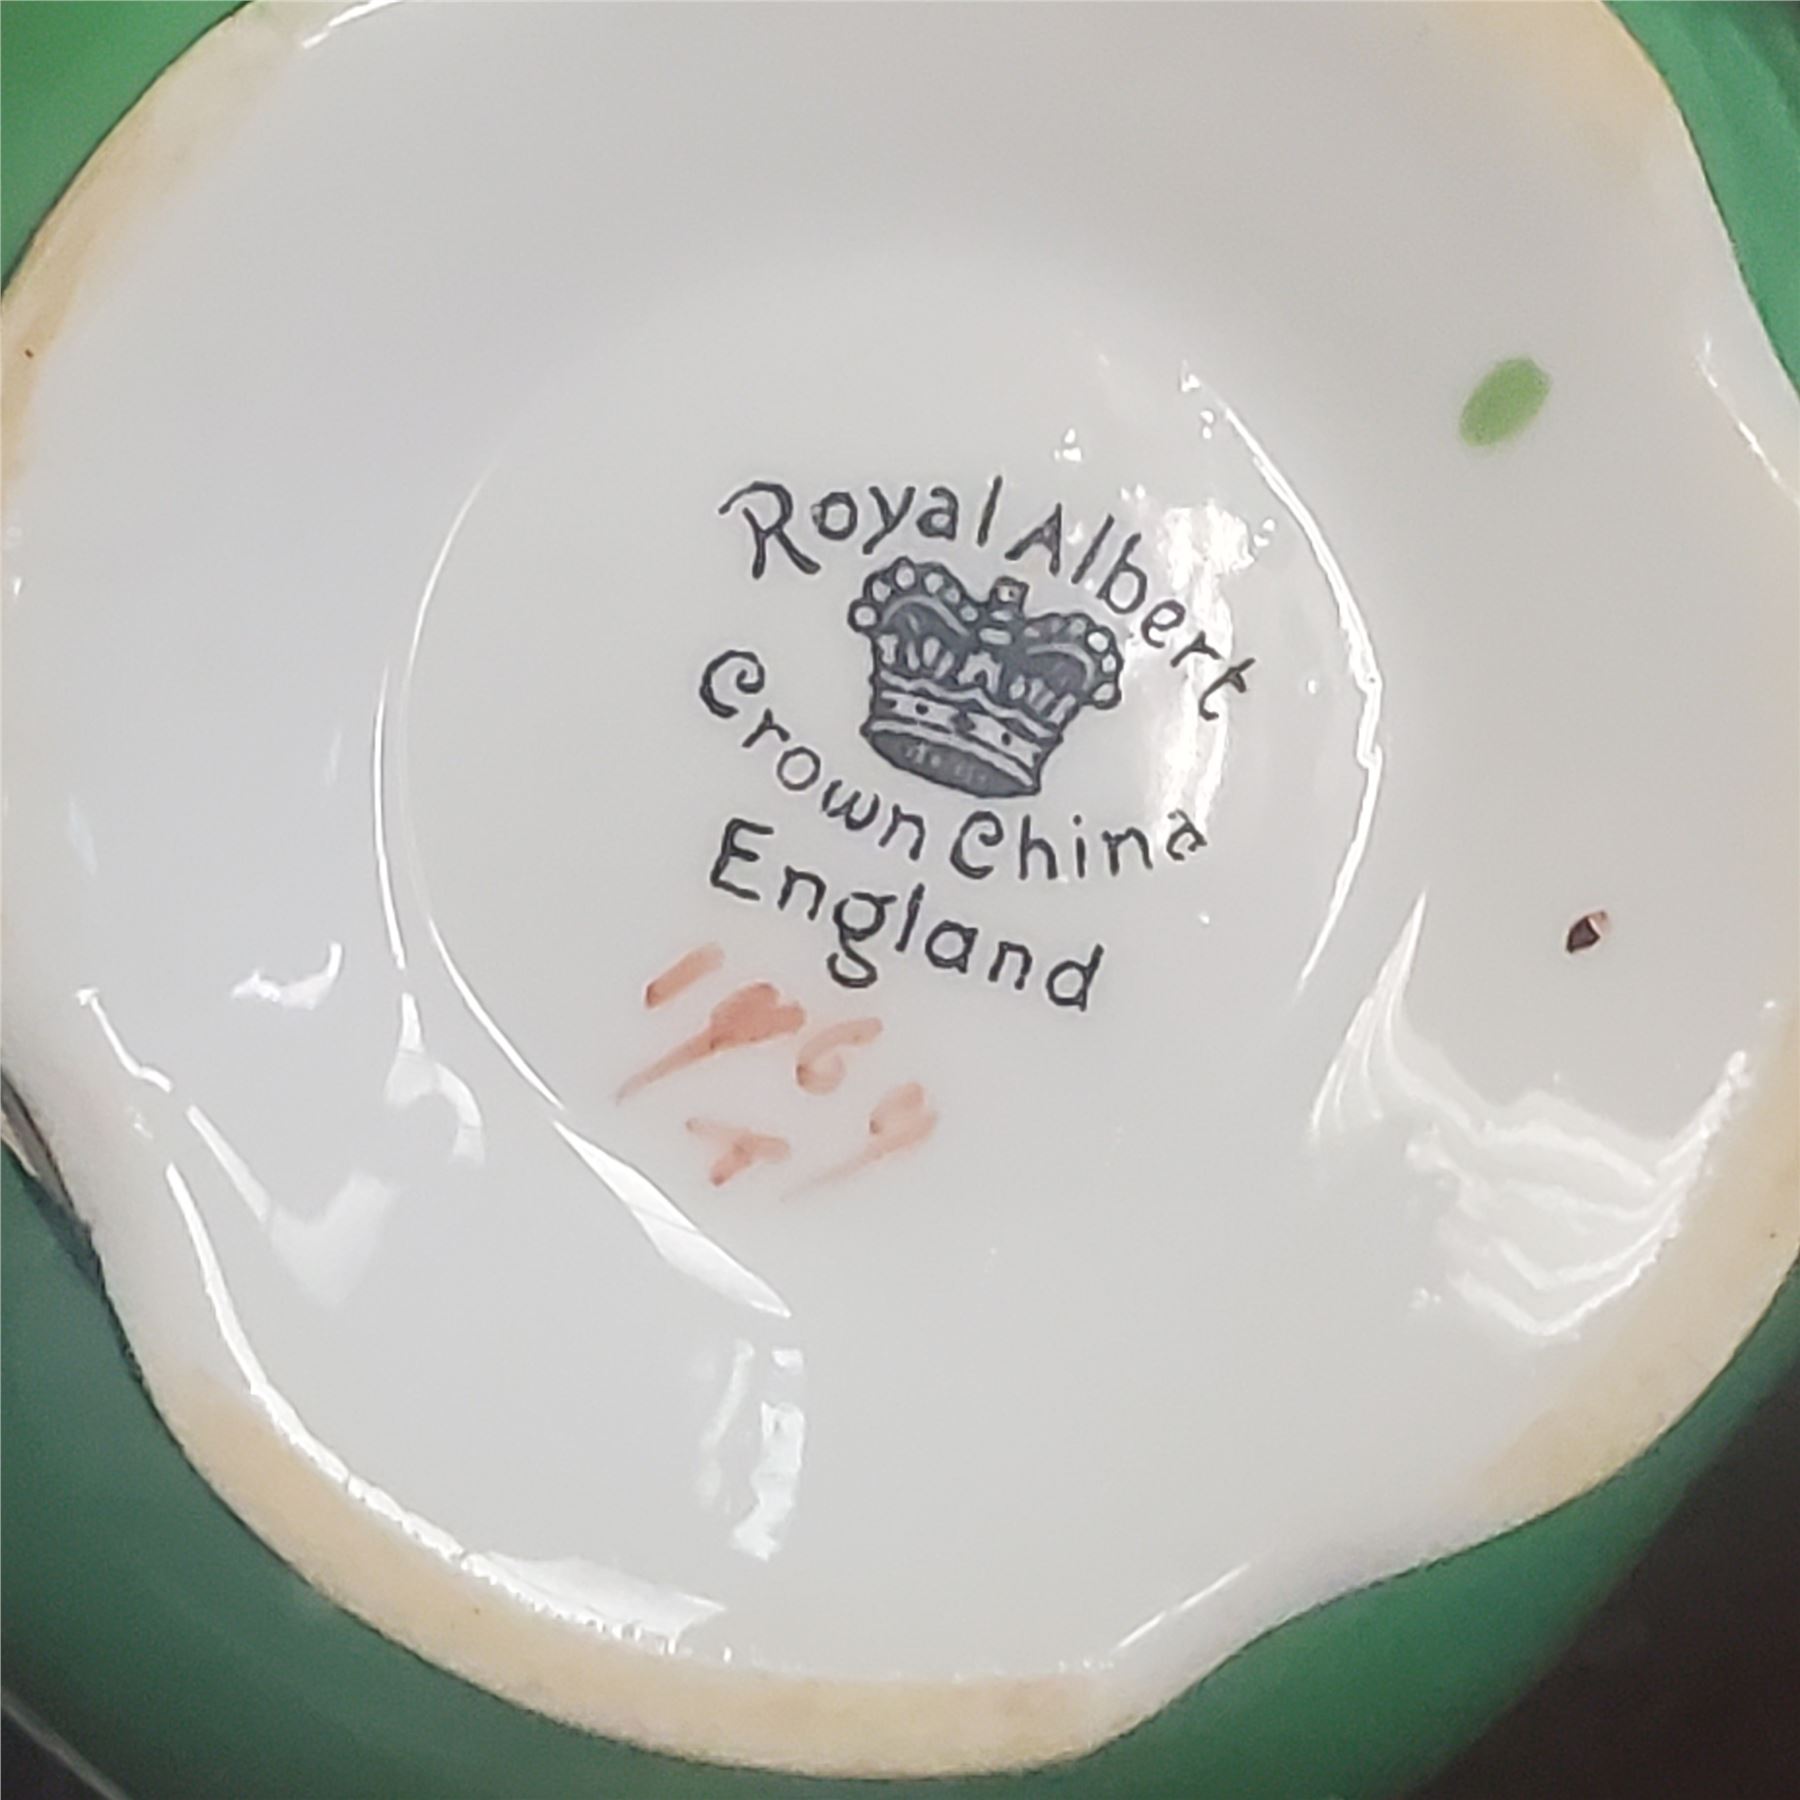 Royal Albert
Crown China
England